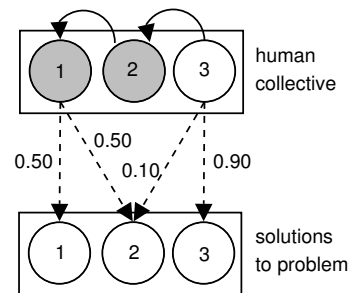 1 2 3
human
collective
0.50 0.50 0.10 0.90
1 2 3
solutions
to problem